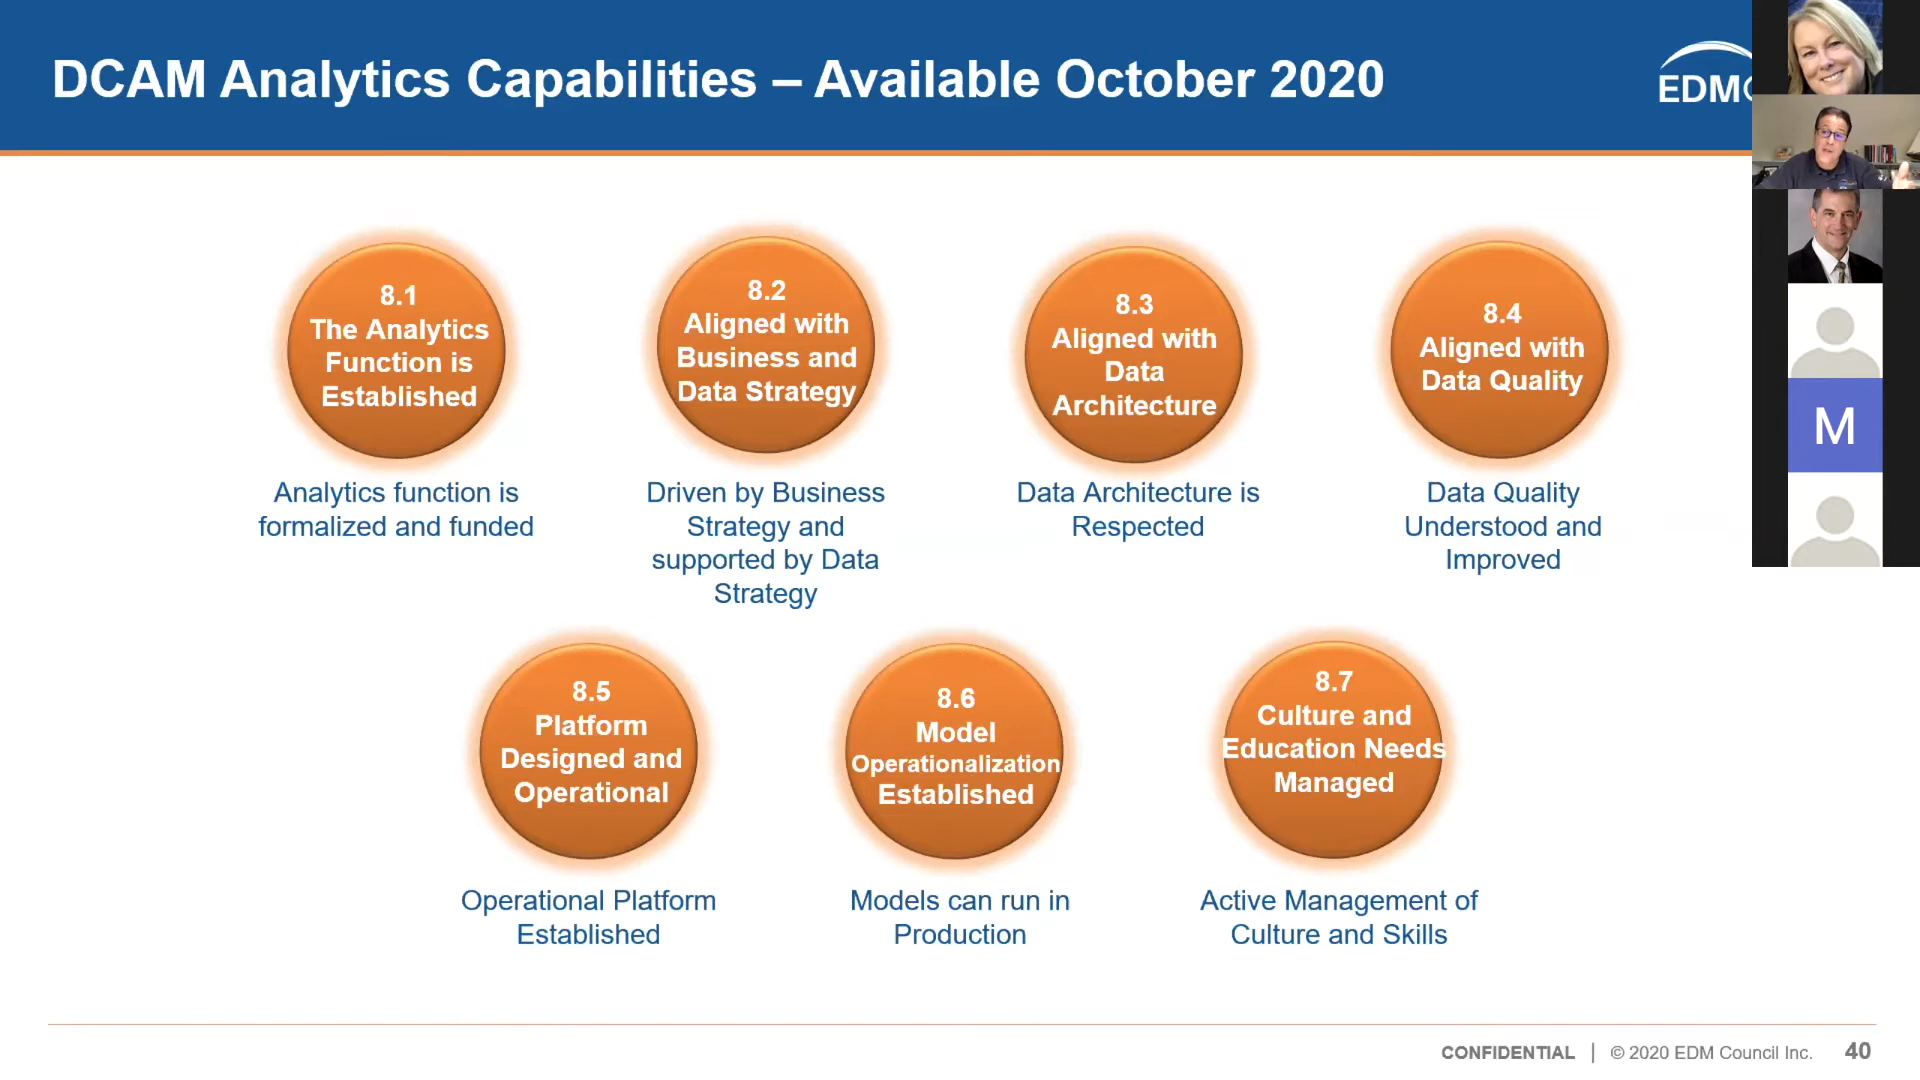 DCAM Analytics Capabilities – Available October 2020
EDMC
8.1
The Analytics
Function is
Established
Analytics function is
formalized and funded
8.2
Aligned with
Business and
Data Strategy
Driven by Business
Strategy and
supported by Data
Strategy
8.3
Aligned with
Data
Architecture
Data Architecture is
Respected
8.4
Aligned with
Data Quality
Data Quality
Understood and
Improved
M
8.5
Platform
Designed and
Operational
Operational Platform
Established
8.6
Model
Operationalization
Established
Models can run in
Production
8.7
Culture and
Education Needs
Managed
Active Management of
Culture and Skills
CONFIDENTIAL | © 2020 EDM Council Inc. 40